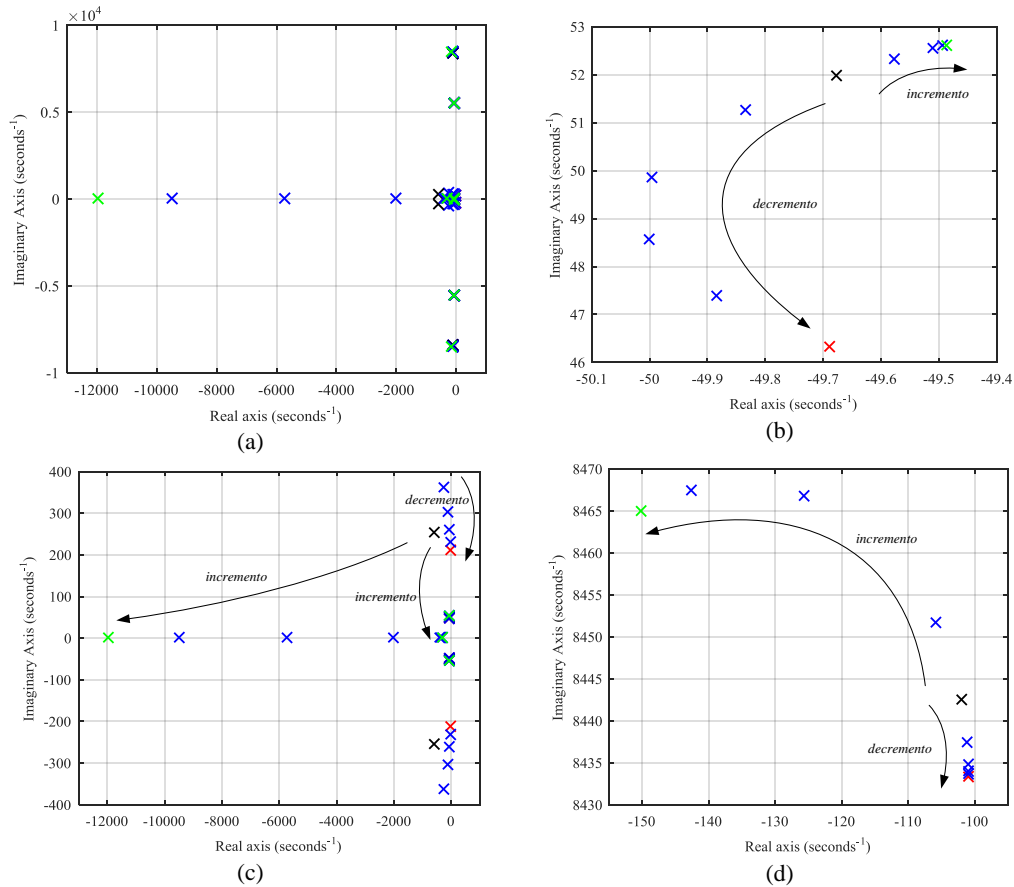 ×10⁴
1
0.5
0
-0.5
-1
-12000 -10000 -8000 -6000 -4000 -2000 0
Imaginary Axis (seconds⁻¹)
Real axis (seconds⁻¹)
(a)
53
52
51
50
49
48
47
46
-50.1 -50 -49.9 -49.8 -49.7 -49.6 -49.5 -49.4
Imaginary Axis (seconds⁻¹)
Real axis (seconds⁻¹)
incremento
decremento
(b)
400
300
200
100
0
-100
-200
-300
-400
-12000 -10000 -8000 -6000 -4000 -2000 0
Imaginary Axis (seconds⁻¹)
Real axis (seconds⁻¹)
decremento
incremento
incremento
(c)
8470
8465
8460
8455
8450
8445
8440
8435
8430
-150 -140 -130 -120 -110 -100
Imaginary Axis (seconds⁻¹)
Real axis (seconds⁻¹)
incremento
decremento
(d)